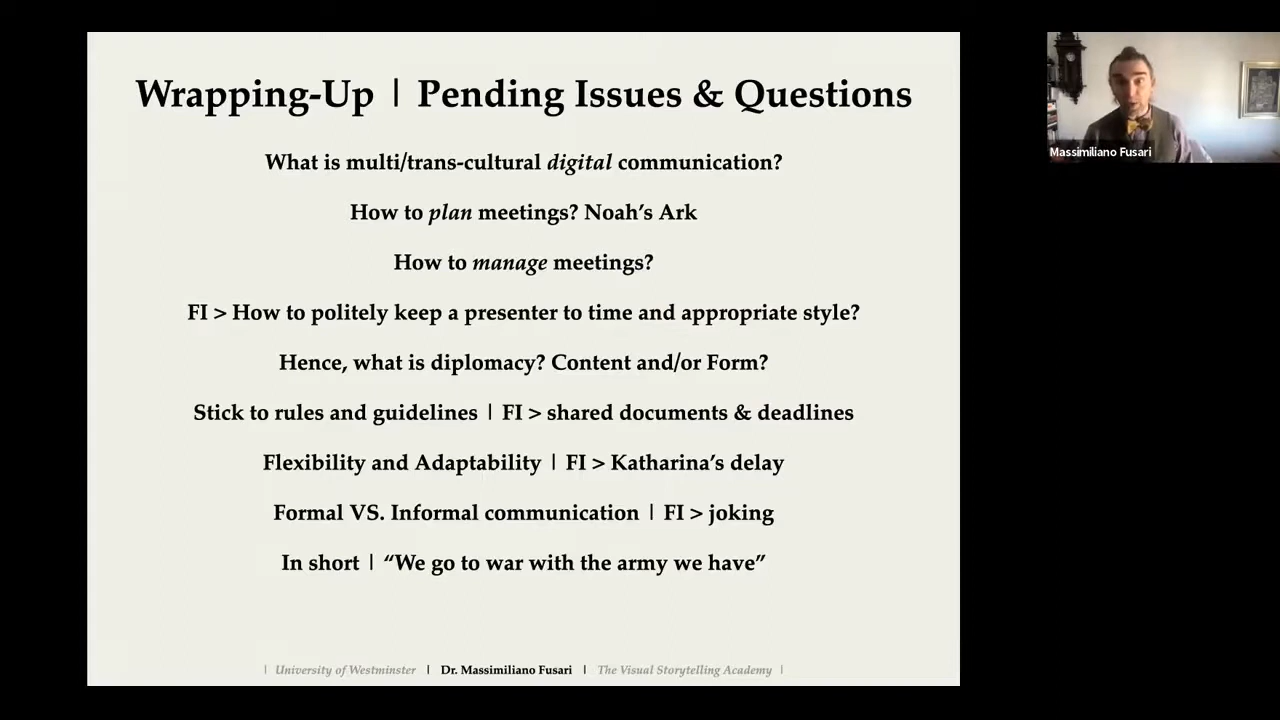 Wrapping-Up | Pending Issues & Questions
What is multi/trans-cultural digital communication?
How to plan meetings? Noah’s Ark
How to manage meetings?
FI > How to politely keep a presenter to time and appropriate style?
Hence, what is diplomacy? Content and/or Form?
Stick to rules and guidelines | FI > shared documents & deadlines
Flexibility and Adaptability | FI > Katharina’s delay
Formal VS. Informal communication | FI > joking
In short | “We go to war with the army we have”
| University of Westminster | Dr. Massimiliano Fusari | The Visual Storytelling Academy |
Massimiliano Fusari